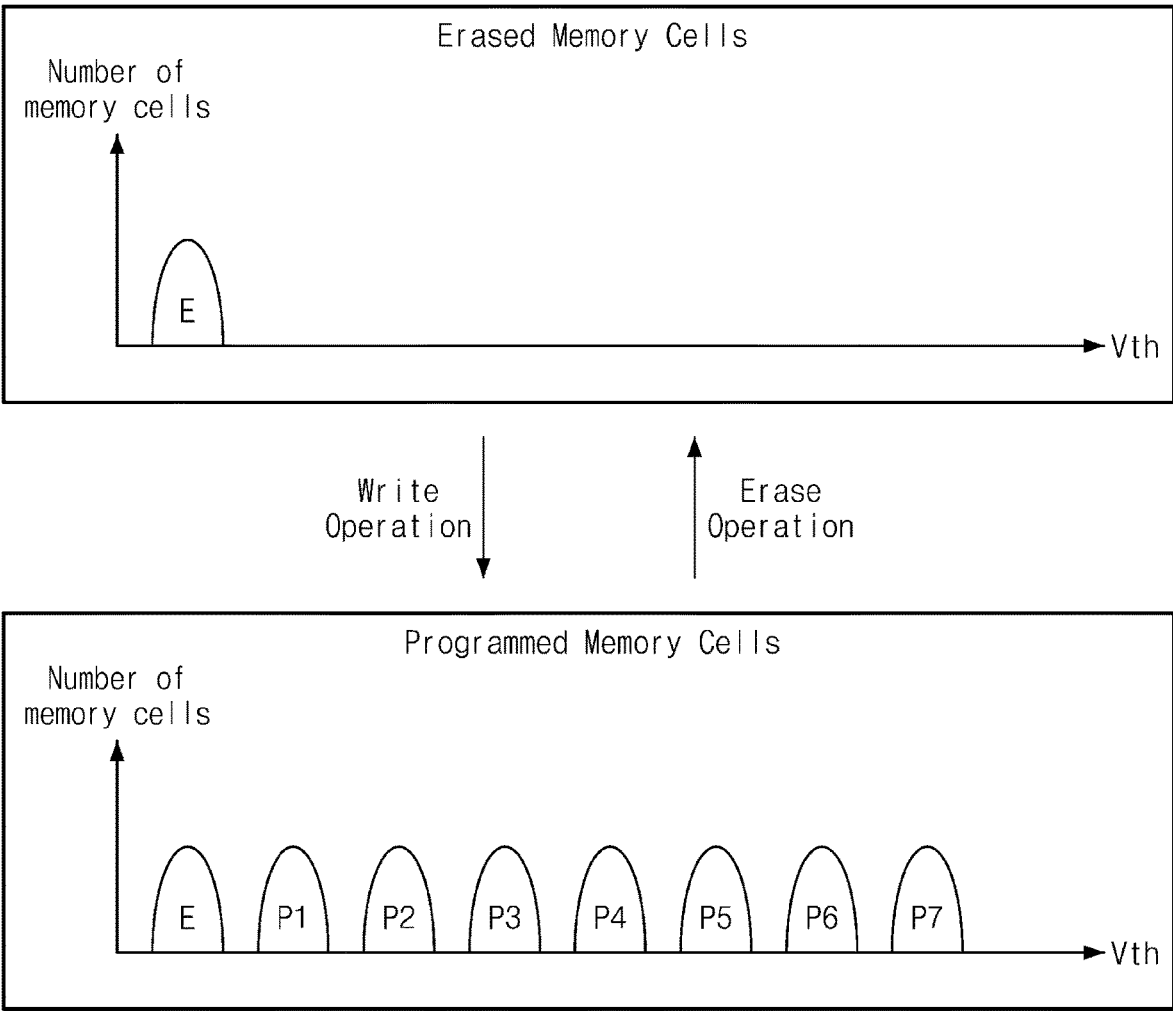 Erased Memory Cells
Number of
memory cells
E
Vth
Write
Operation
Erase
Operation
Programmed Memory Cells
Number of
memory cells
E P1 P2 P3 P4 P5 P6 P7
Vth